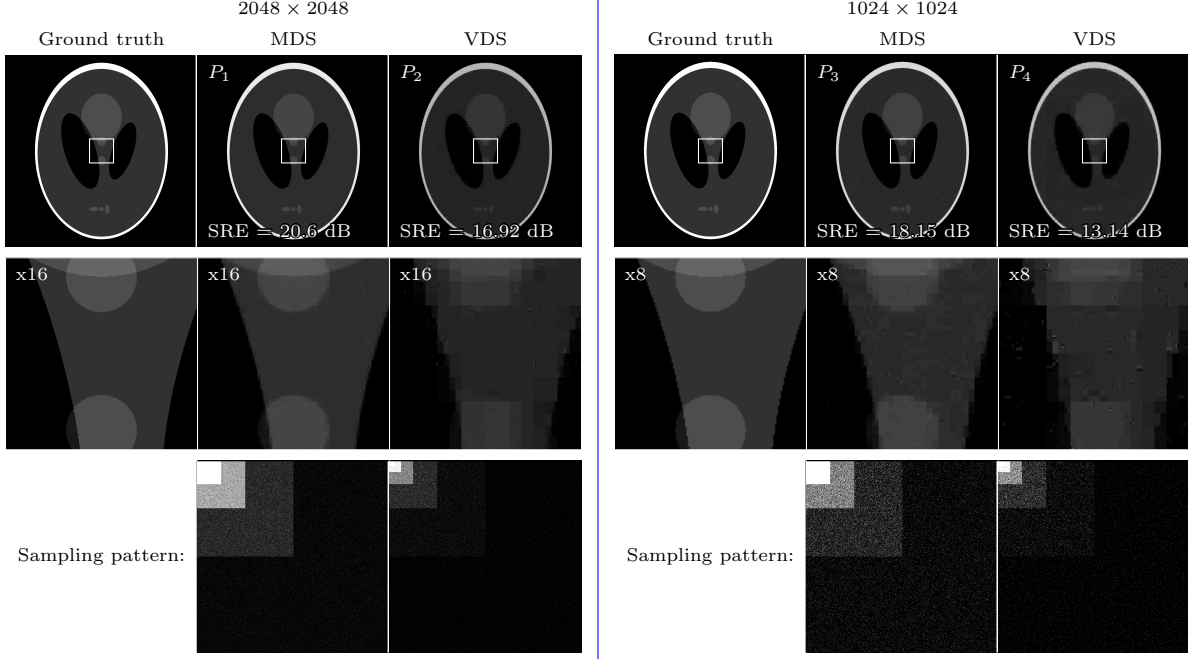 2048 × 2048
Ground truth MDS VDS
P₁ P₂
SRE = 20.6 dB SRE = 16.92 dB
x16 x16 x16
Sampling pattern:
1024 × 1024
Ground truth MDS VDS
P₃ P₄
SRE = 18.15 dB SRE = 13.14 dB
x8 x8 x8
Sampling pattern: